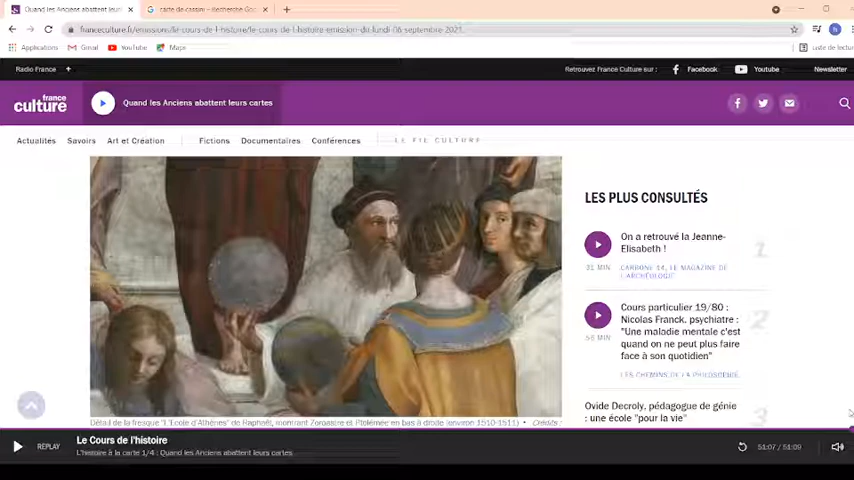 Quand les Anciens abattent leurs
carte de cassini - Recherche Goo
franceculture.fr/emissions/le-cours-de-l-histoire/le-cours-de-l-histoire-emission-du-lundi-06-septembre-2021
Applications
Gmail
YouTube
Maps
Liste de lecture
Radio France +
Retrouvez France Culture sur :
Facebook
Youtube
Newsletter
france
culture
Quand les Anciens abattent leurs cartes
Actualités
Savoirs
Art et Création
Fictions
Documentaires
Conférences
LE FIL CULTURE
LES PLUS CONSULTÉS
On a retrouvé la Jeanne-
Elisabeth !
1
31 MIN
CARBONE 14, LE MAGAZINE DE
L'ARCHÉOLOGIE
Cours particulier 19/80 :
Nicolas Franck, psychiatre :
"Une maladie mentale c'est
quand on ne peut plus faire
face à son quotidien"
2
58 MIN
LES CHEMINS DE LA PHILOSOPHIE
Ovide Decroly, pédagogue de génie
: une école "pour la vie"
3
Détail de la fresque "L'Ecole d'Athènes" de Raphaël, montrant Zoroastre et Ptolémée en bas à droite (environ 1510-1511) • Crédits :
REPLAY
Le Cours de l'histoire
L'histoire à la carte 1/4 : Quand les Anciens abattent leurs cartes
51:07 / 51:09